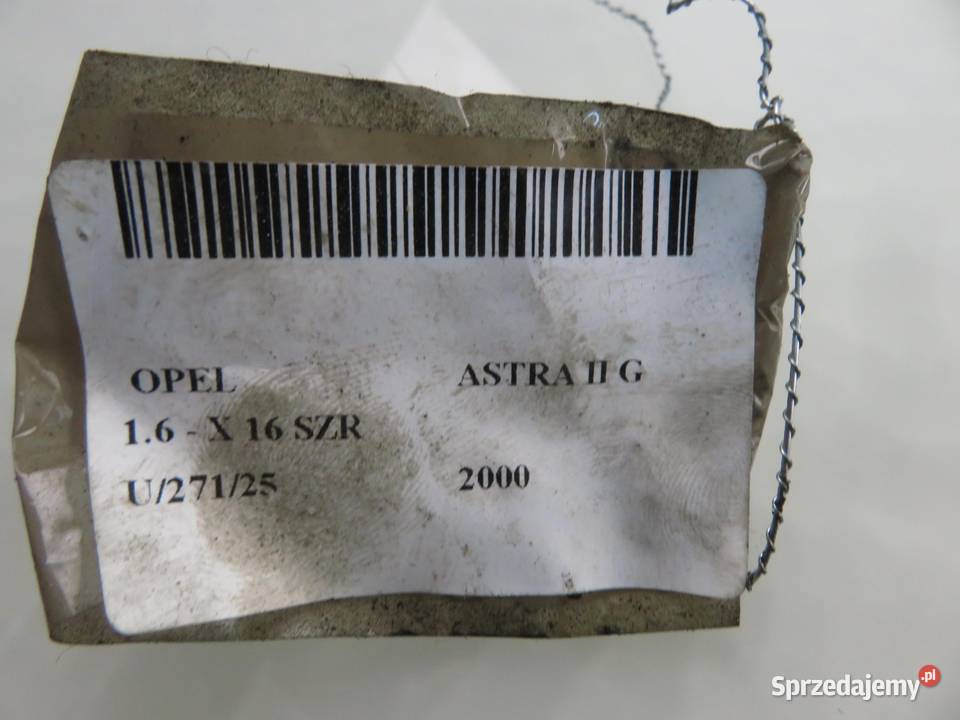 OPEL ASTRA II G
1.6 - X 16 SZR
U/271/25 2000
Sprzedajemy.pl